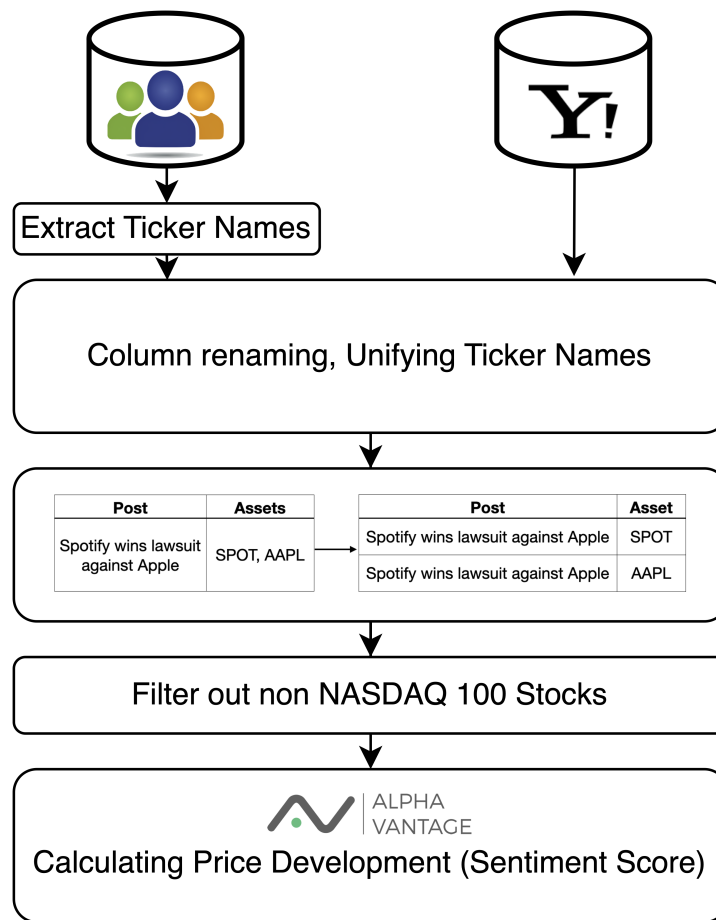 Y!
Extract Ticker Names
Column renaming, Unifying Ticker Names
Post Assets
Spotify wins lawsuit
against Apple
SPOT, AAPL
Post Asset
Spotify wins lawsuit against Apple SPOT
Spotify wins lawsuit against Apple AAPL
Filter out non NASDAQ 100 Stocks
ALPHA
VANTAGE
Calculating Price Development (Sentiment Score)